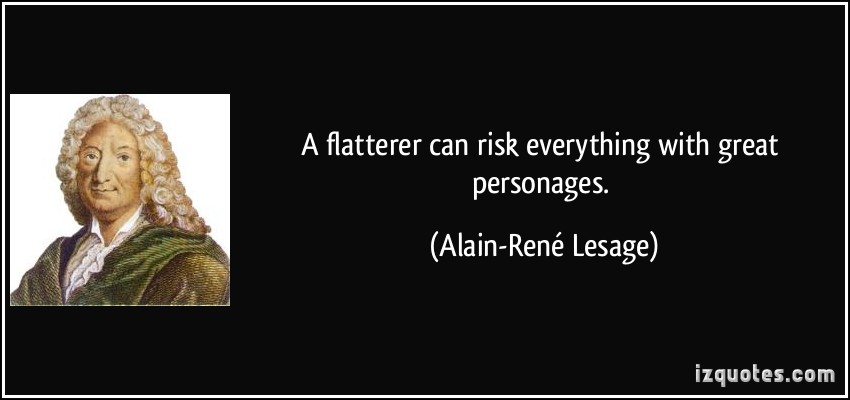 A flatterer can risk everything with great
personages.
(Alain-René Lesage)
izquotes.com